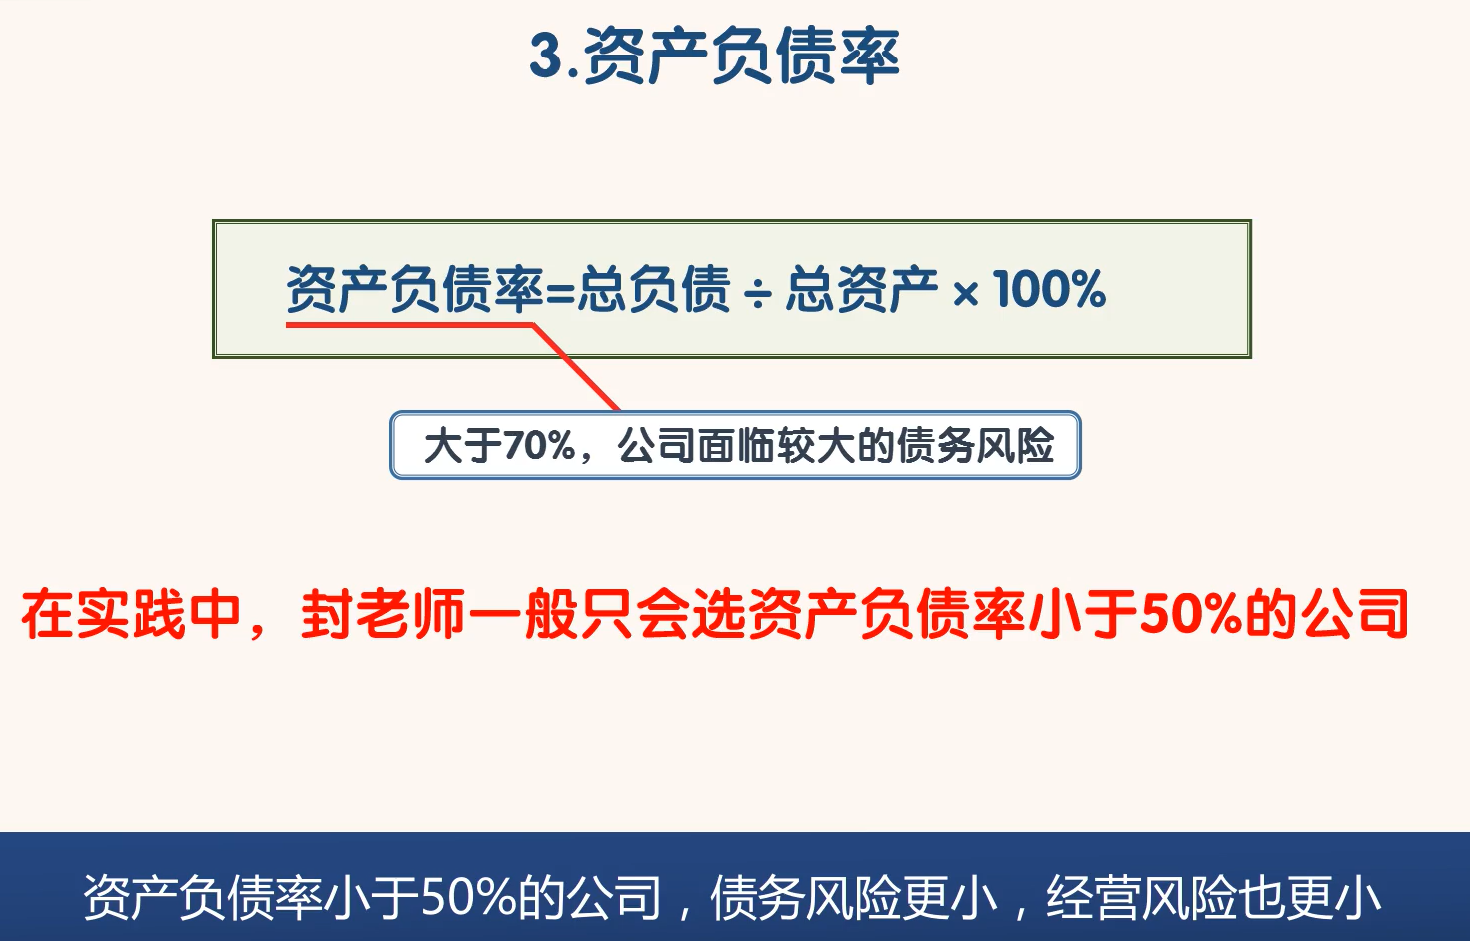 3.资产负债率
资产负债率=总负债÷总资产×100%
大于70%，公司面临较大的债务风险
在实践中，封老师一般只会选资产负债率小于50%的公司
资产负债率小于50%的公司，债务风险更小，经营风险也更小